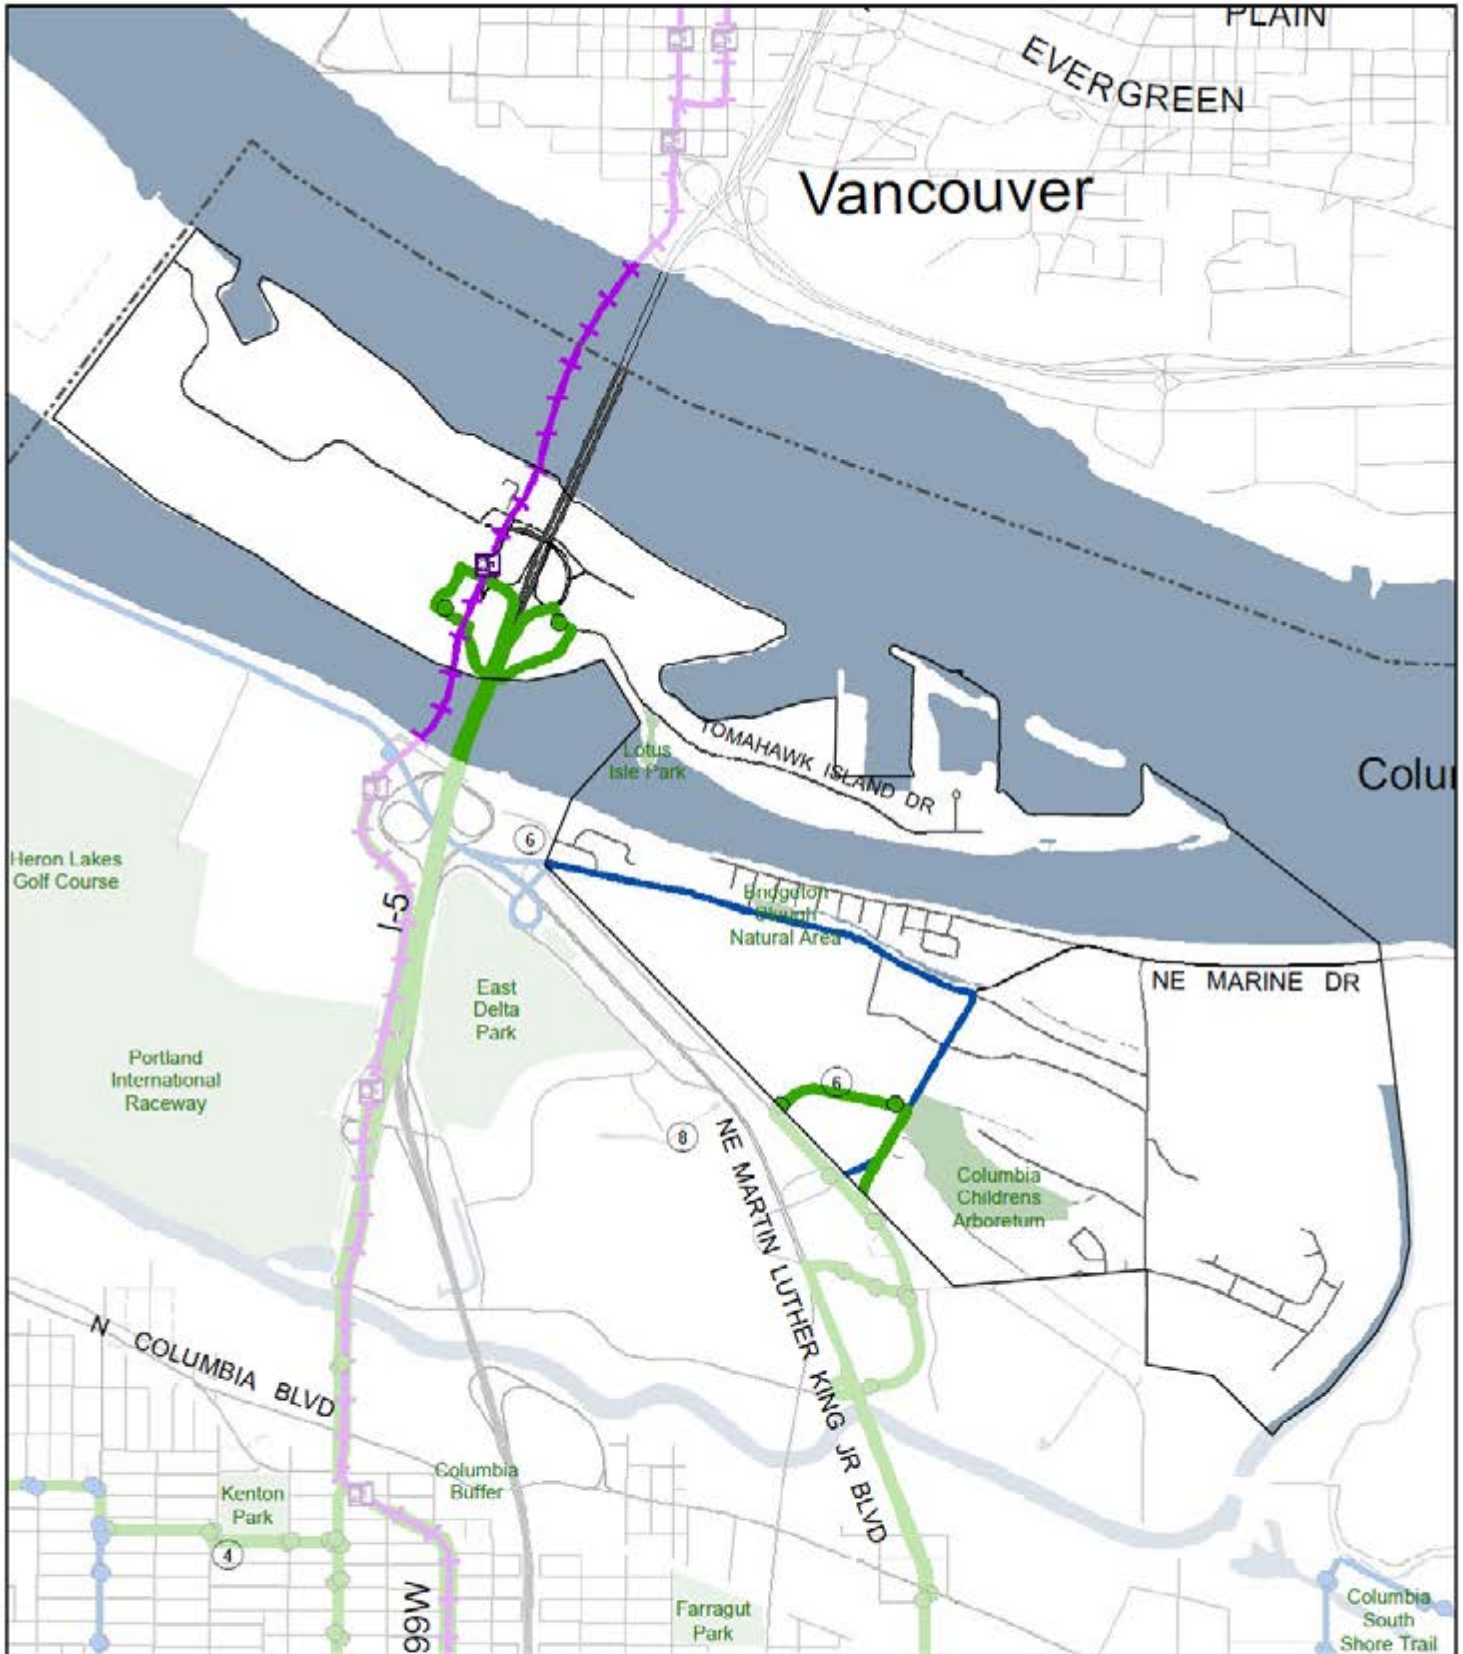 PLAIN
EVERGREEN
Vancouver
Lotus
Isle Park
TOMAHAWK ISLAND DR
Colu
6
Heron Lakes
Golf Course
I-5
Bridgeton
Slough
Natural Area
NE MARINE DR
East
Delta
Park
Portland
International
Raceway
6
8
NE MARTIN LUTHER KING JR BLVD
Columbia
Childrens
Arboretum
N COLUMBIA BLVD
Columbia
Buffer
Kenton
Park
4
99W
Farragut
Park
Columbia
South
Shore Trail